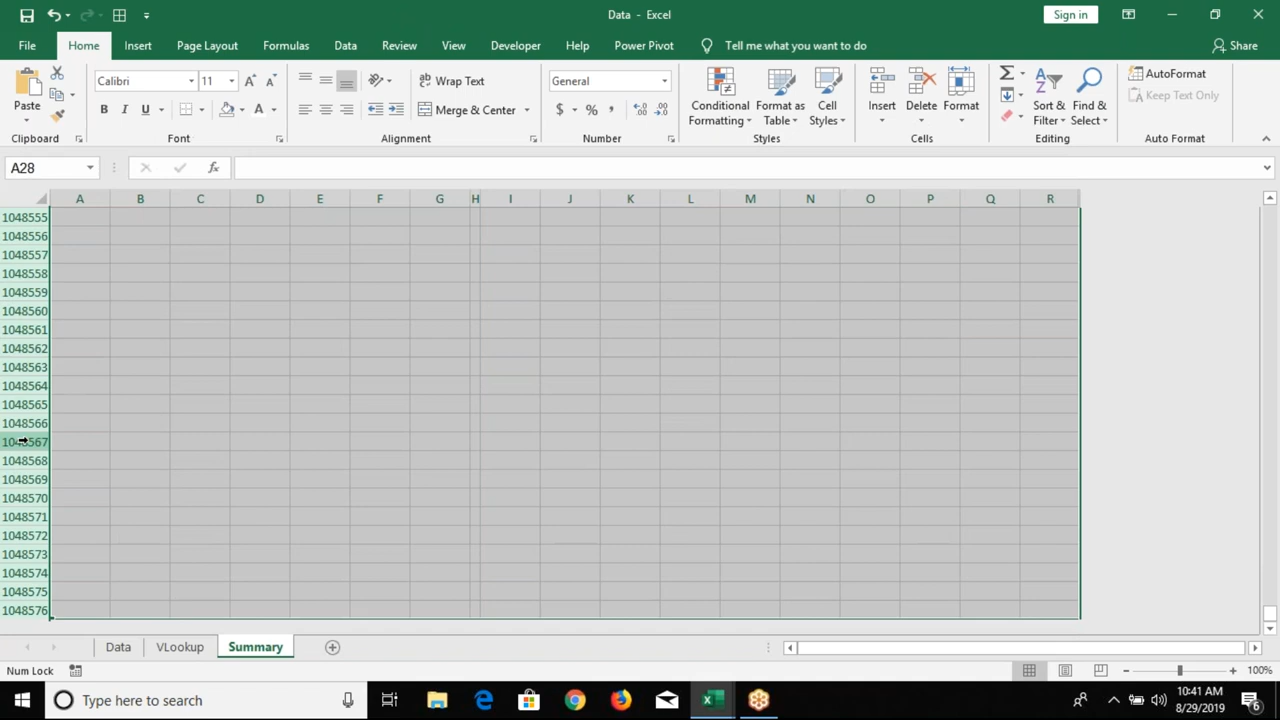 Data - Excel
Sign in
File Home Insert Page Layout Formulas Data Review View Developer Help Power Pivot Tell me what you want to do Share
Paste
Calibri 11
B I U A
Wrap Text
Merge & Center
General
$ % ,
Conditional Formatting
Format as Table
Cell Styles
Insert
Delete
Format
Sort & Filter
Find & Select
AutoFormat
Keep Text Only
Clipboard Font Alignment Number Styles Cells Editing Auto Format
A28 fx
A B C D E F G H I J K L M N O P Q R
1048555
1048556
1048557
1048558
1048559
1048560
1048561
1048562
1048563
1048564
1048565
1048566
1048567
1048568
1048569
1048570
1048571
1048572
1048573
1048574
1048575
1048576
Data VLookup Summary
Num Lock 100%
Type here to search
10:41 AM
8/29/2019
6